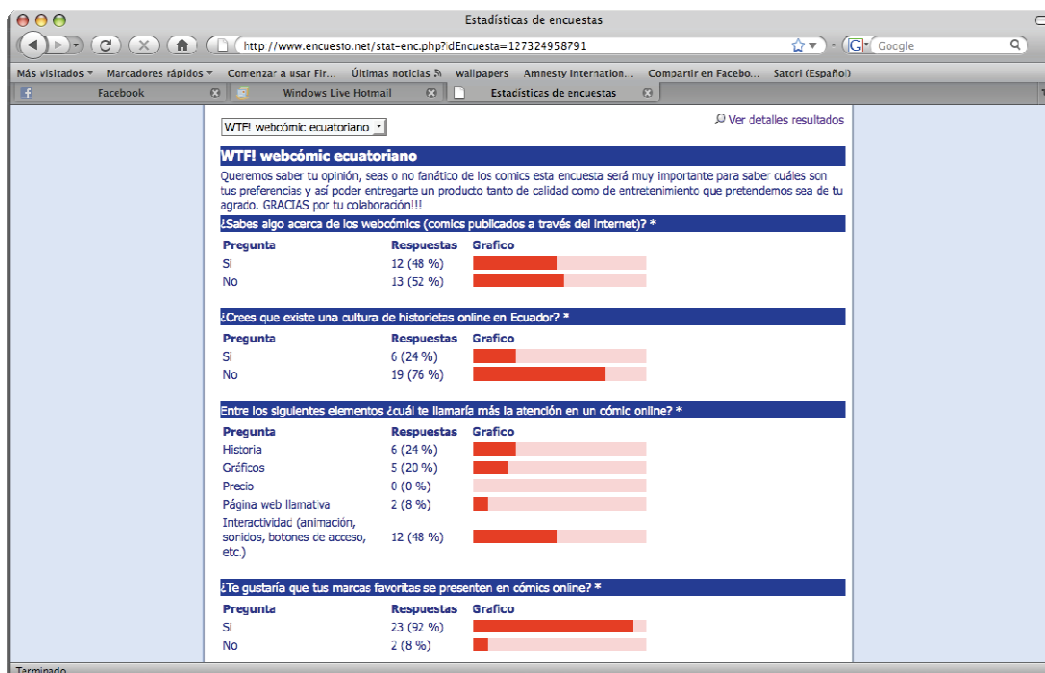 Estadísticas de encuestas
http://www.encuesto.net/stat-enc.php?idEncuesta=127324958791
Google
Más visitados Marcadores rápidos Comenzar a usar Fir... Últimas noticias wallpapers Amnesty Internation... Compartir en Facebo... Satori (Español)
Facebook Windows Live Hotmail Estadísticas de encuestas
WTF! webcómic ecuatoriano
Ver detalles resultados
WTF! webcómic ecuatoriano
Queremos saber tu opinión, seas o no fanático de los comics esta encuesta será muy importante para saber cuáles son
tus preferencias y así poder entregarte un producto tanto de calidad como de entretenimiento que pretendemos sea de tu
agrado. GRACIAS por tu colaboración!!!
¿Sabes algo acerca de los webcómics (comics publicados a través del internet)? *
Pregunta Respuestas Grafico
Si 12 (48 %)
No 13 (52 %)
¿Crees que existe una cultura de historietas online en Ecuador? *
Pregunta Respuestas Grafico
Si 6 (24 %)
No 19 (76 %)
Entre los siguientes elementos ¿cuál te llamaría más la atención en un cómic online? *
Pregunta Respuestas Grafico
Historia 6 (24 %)
Gráficos 5 (20 %)
Precio 0 (0 %)
Página web llamativa 2 (8 %)
Interactividad (animación,
sonidos, botones de acceso, 12 (48 %)
etc.)
¿Te gustaría que tus marcas favoritas se presenten en cómics online? *
Pregunta Respuestas Grafico
Si 23 (92 %)
No 2 (8 %)
Terminado